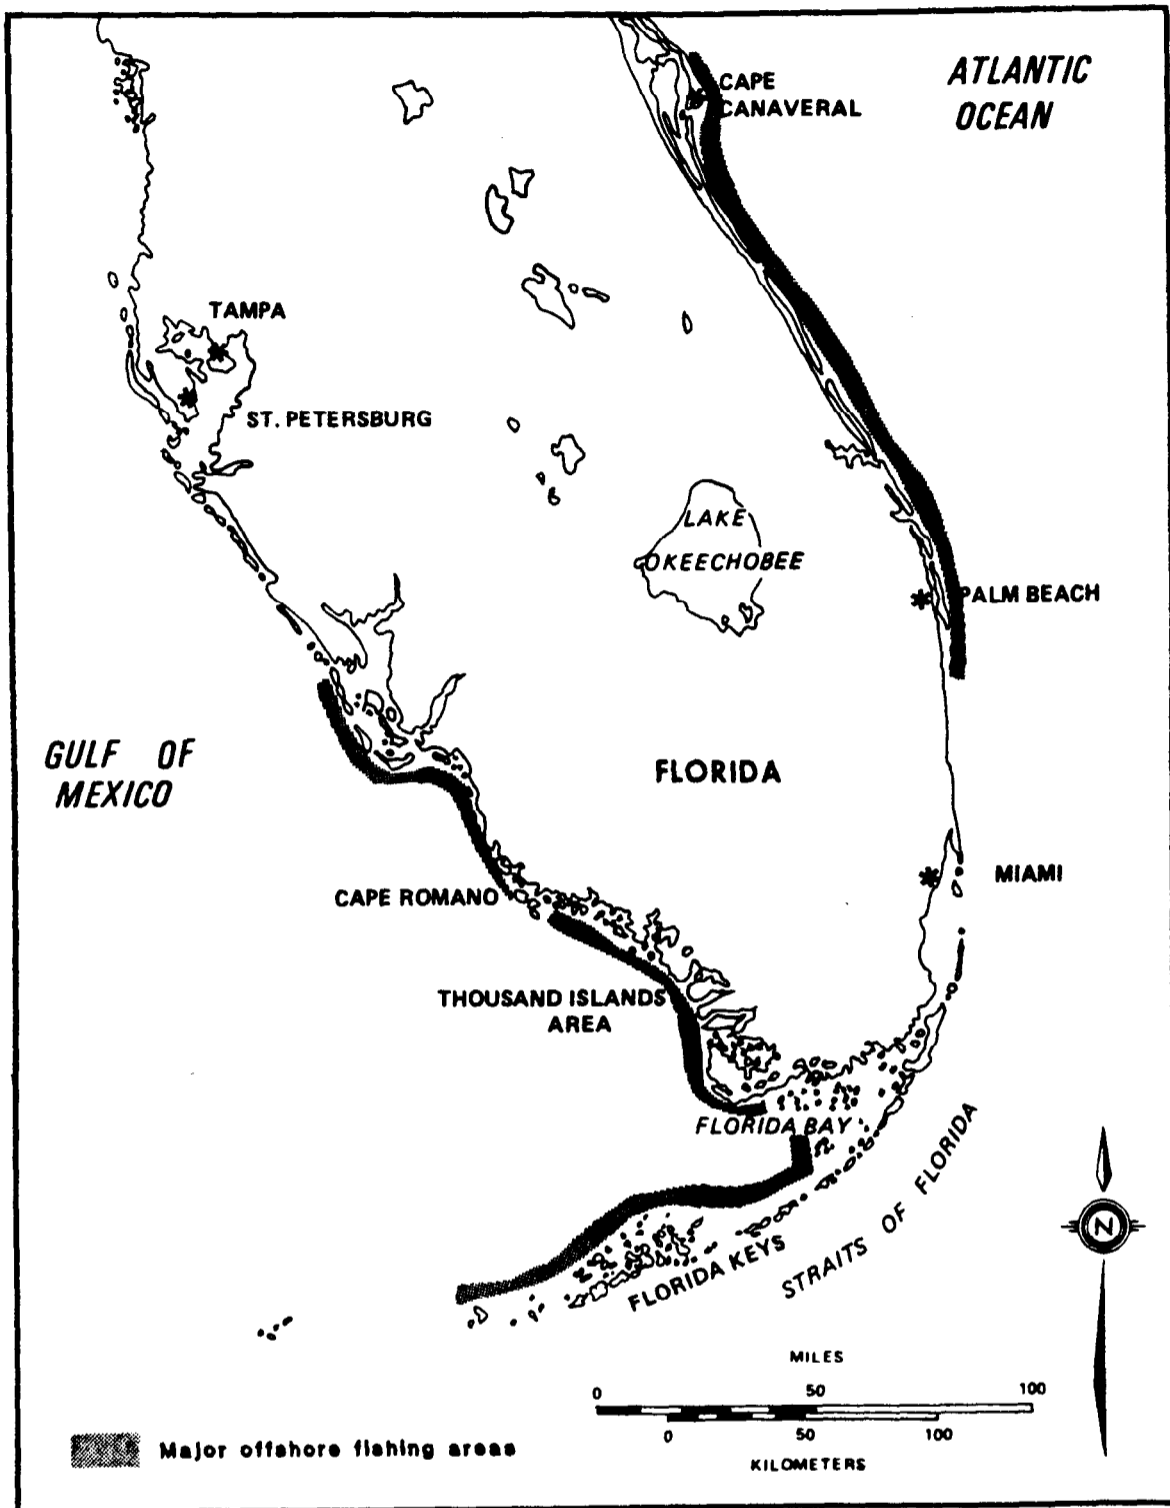 ATLANTIC
OCEAN
CAPE
CANAVERAL
TAMPA
ST. PETERSBURG
LAKE
OKEECHOBEE
PALM BEACH
GULF OF
MEXICO
FLORIDA
MIAMI
CAPE ROMANO
THOUSAND ISLANDS
AREA
FLORIDA BAY
STRAITS OF FLORIDA
FLORIDA KEYS
N
MILES
0 50 100
0 50 100
KILOMETERS
Major offshore fishing areas